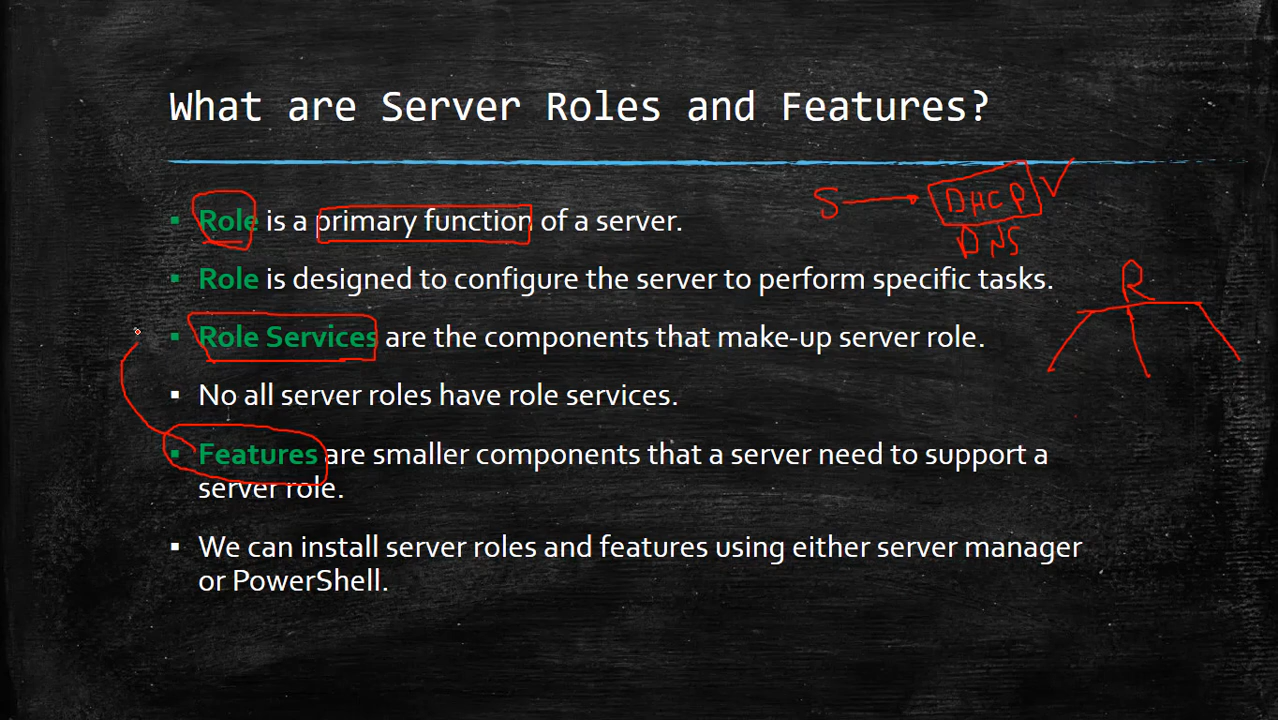 What are Server Roles and Features?
▪ Role is a primary function of a server.
S → DHCP ✓
DNS
▪ Role is designed to configure the server to perform specific tasks.
R
▪ Role Services are the components that make-up server role.
▪ No all server roles have role services.
▪ Features are smaller components that a server need to support a
server role.
▪ We can install server roles and features using either server manager
or PowerShell.